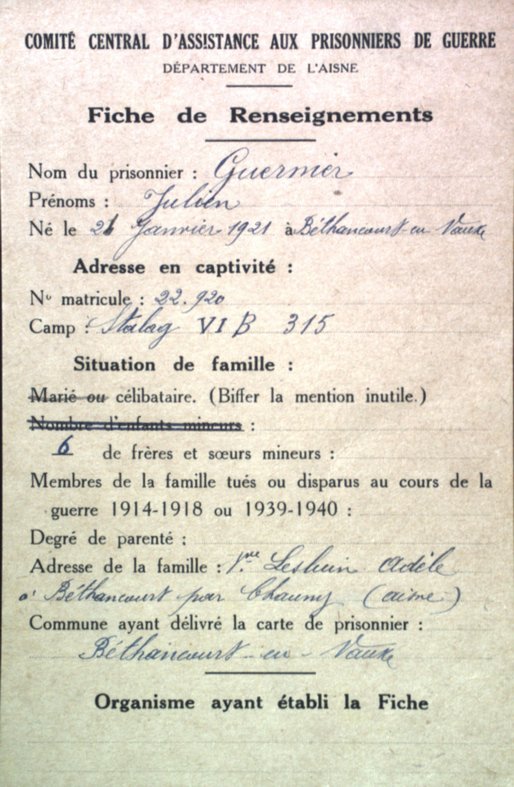 COMITÉ CENTRAL D'ASSISTANCE AUX PRISONNIERS DE GUERRE
DÉPARTEMENT DE L'AISNE
Fiche de Renseignements
Nom du prisonnier : Guermer
Prénoms : Julien
Né le Janvier 1921 à Béthancourt en Vaux
Adresse en captivité :
No matricule : 22.920
Camp : Stalag VI B 315
Situation de famille :
Marié ou célibataire. (Biffer la mention inutile.)
Nombre d'enfants mineurs :
6 de frères et sœurs mineurs :
Membres de la famille tués ou disparus au cours de la
guerre 1914-1918 ou 1939-1940 :
Degré de parenté :
Adresse de la famille : Vve Adèle
à Béthancourt par Chauny (aisne)
Commune ayant délivré la carte de prisonnier :
Béthancourt-en-Vaux
Organisme ayant établi la Fiche